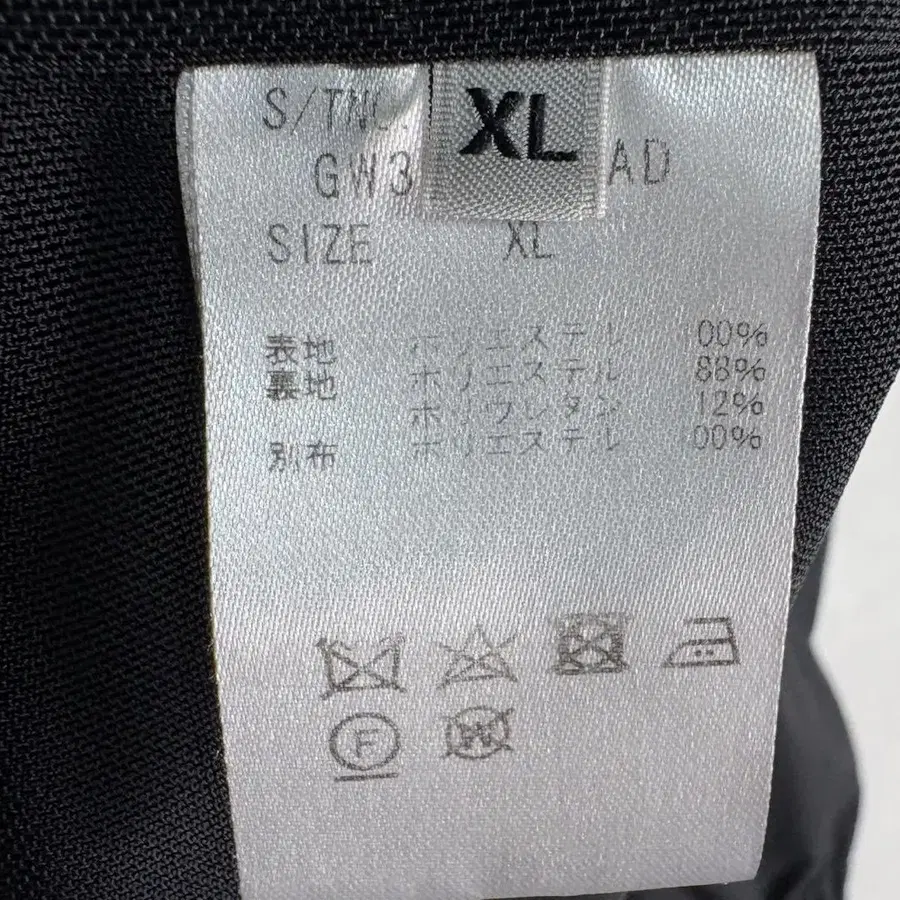 XL
S/TNO.
GW3 AD
SIZE XL
表地 ポリエステル 00%
裏地 ポリエステル 88%
ポリウレタン 12%
別布 ポリエステル 00%
F W